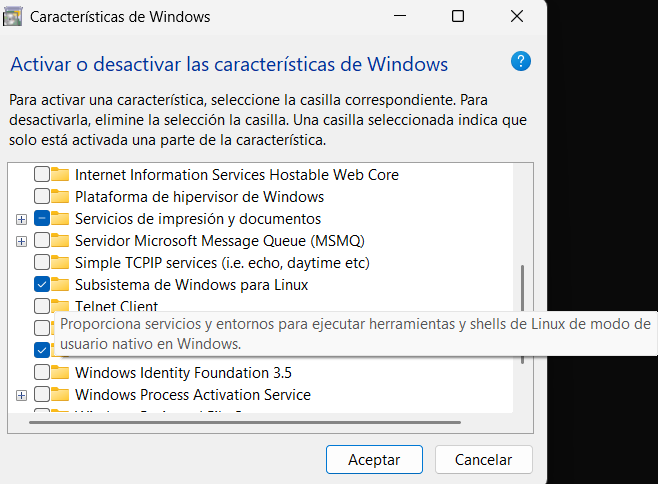 Características de Windows
Activar o desactivar las características de Windows
?
Para activar una característica, seleccione la casilla correspondiente. Para
desactivarla, elimine la selección la casilla. Una casilla seleccionada indica que
solo está activada una parte de la característica.
Internet Information Services Hostable Web Core
Plataforma de hipervisor de Windows
Servicios de impresión y documentos
Servidor Microsoft Message Queue (MSMQ)
Simple TCPIP services (i.e. echo, daytime etc)
Subsistema de Windows para Linux
Telnet Client
Proporciona servicios y entornos para ejecutar herramientas y shells de Linux de modo de
usuario nativo en Windows.
Windows Identity Foundation 3.5
Windows Process Activation Service
Aceptar
Cancelar